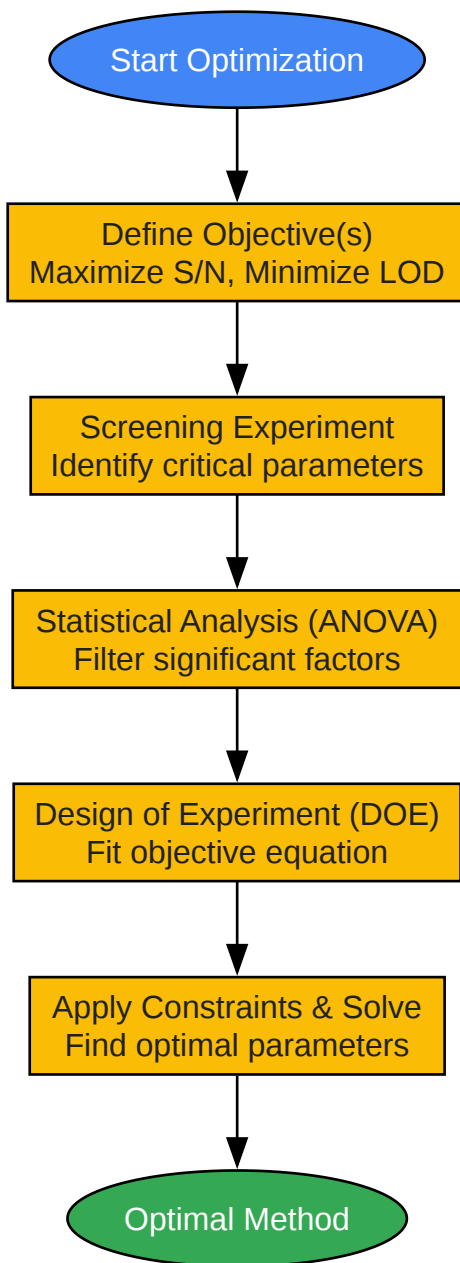 Start Optimization
Define Objective(s)
Maximize S/N, Minimize LOD
Screening Experiment
Identify critical parameters
Statistical Analysis (ANOVA)
Filter significant factors
Design of Experiment (DOE)
Fit objective equation
Apply Constraints & Solve
Find optimal parameters
Optimal Method